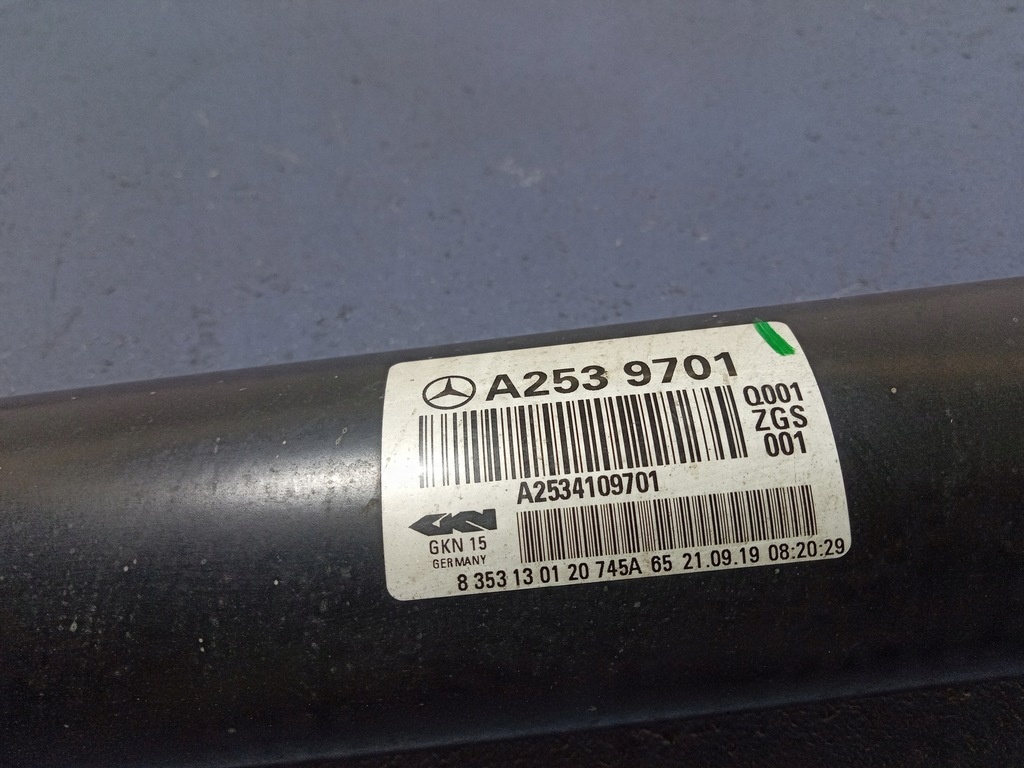 A253 9701
Q001
ZGS
001
A2534109701
GKN
GKN 15
GERMANY
8 353 13 01 20 745A 65 21.09.19 08:20:29